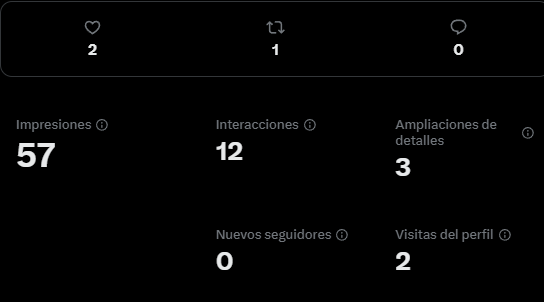 2 1 0
Impresiones Interacciones Ampliaciones de
detalles
57 12 3
Nuevos seguidores Visitas del perfil
0 2